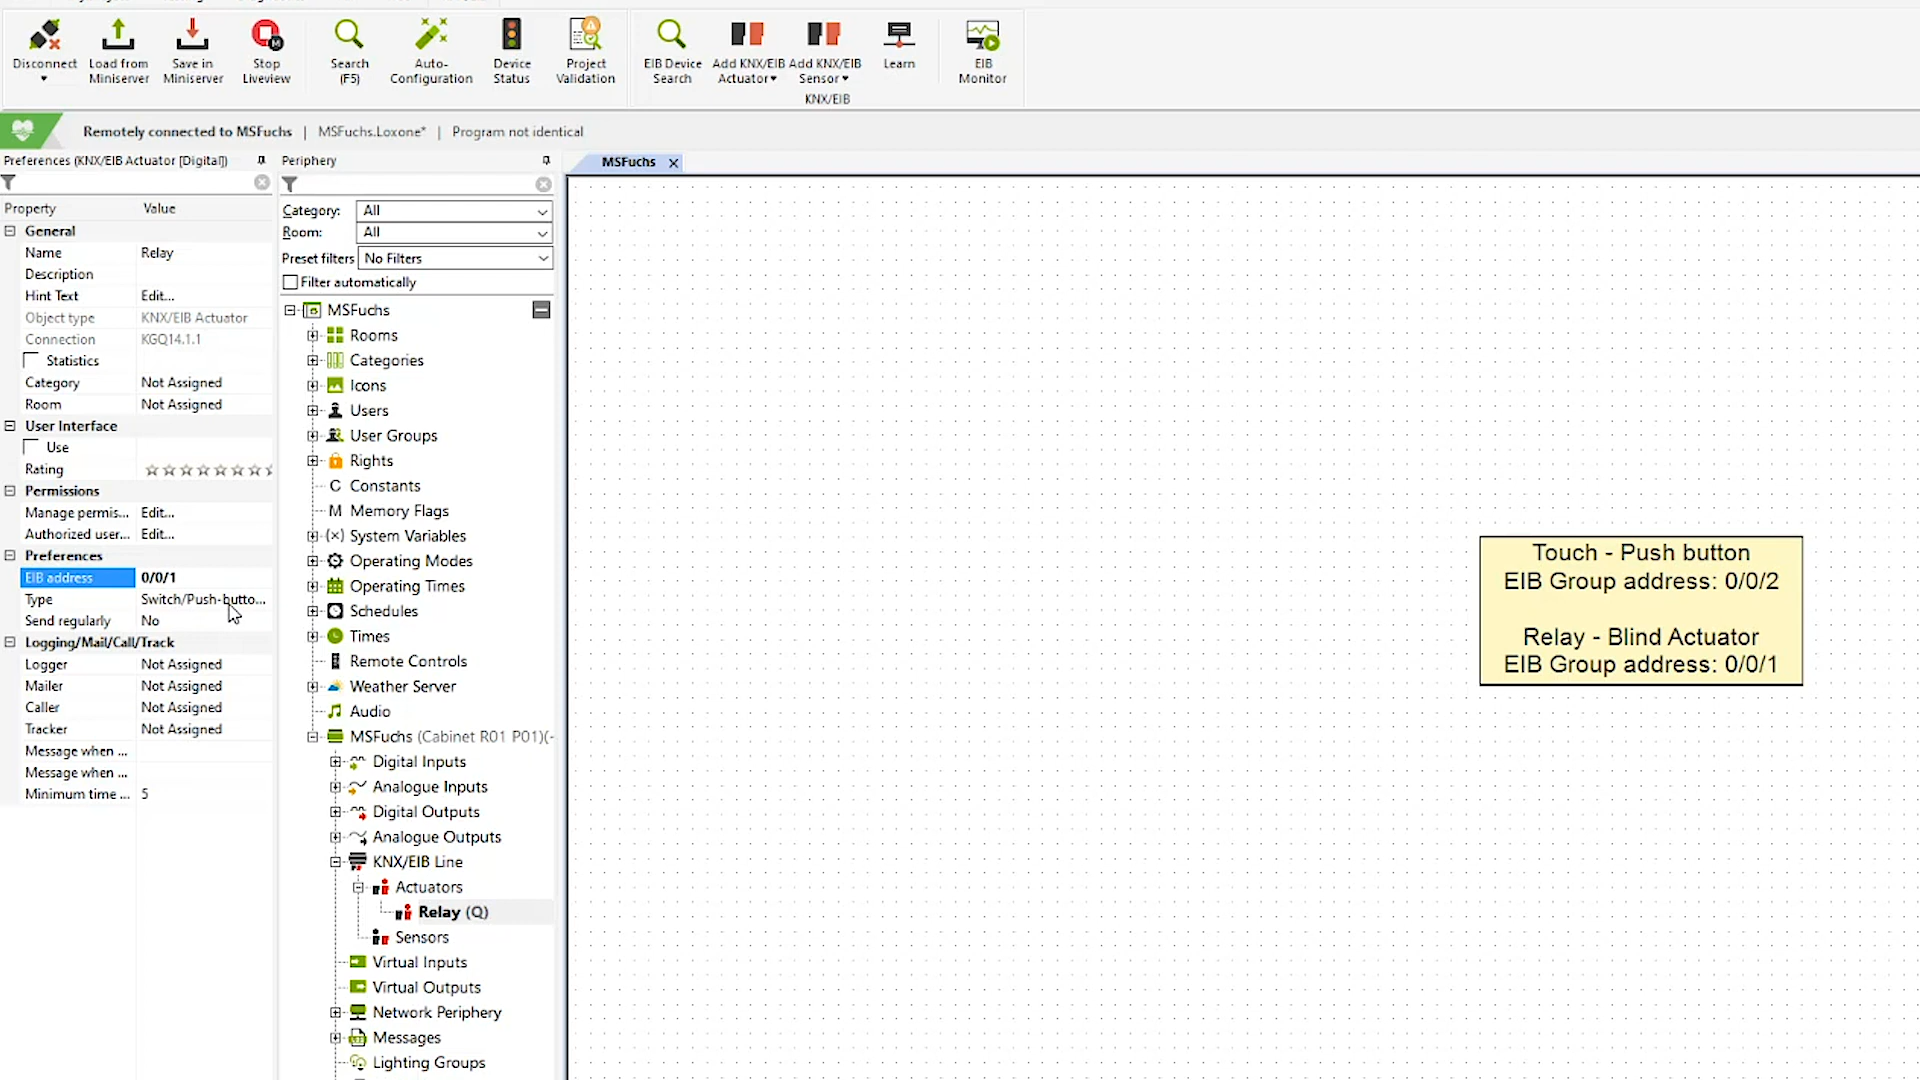 Disconnect
Load from
Miniserver
Save in
Miniserver
Stop
Liveview
Search
(F5)
Auto-
Configuration
Device
Status
Project
Validation
EIB Device
Search
Add KNX/EIB
Actuator
Add KNX/EIB
Sensor
Learn
KNX/EIB
EIB
Monitor
Remotely connected to MSFuchs | MSFuchs.Loxone* | Program not identical
Preferences (KNX/EIB Actuator [Digital])
Property Value
General
Name Relay
Description
Hint Text Edit...
Object type KNX/EIB Actuator
Connection KGQ14.1.1
Statistics
Category Not Assigned
Room Not Assigned
User Interface
Use
Rating
Permissions
Manage permis... Edit...
Authorized user... Edit...
Preferences
EIB address 0/0/1
Type Switch/Push-butto...
Send regularly No
Logging/Mail/Call/Track
Logger Not Assigned
Mailer Not Assigned
Caller Not Assigned
Tracker Not Assigned
Message when ...
Message when ...
Minimum time ... 5
Periphery
Category: All
Room: All
Preset filters No Filters
Filter automatically
MSFuchs
Rooms
Categories
Icons
Users
User Groups
Rights
C Constants
M Memory Flags
(×) System Variables
Operating Modes
Operating Times
Schedules
Times
Remote Controls
Weather Server
Audio
MSFuchs (Cabinet R01 P01)(-
Digital Inputs
Analogue Inputs
Digital Outputs
Analogue Outputs
KNX/EIB Line
Actuators
Relay (Q)
Sensors
Virtual Inputs
Virtual Outputs
Network Periphery
Messages
Lighting Groups
MSFuchs
Touch - Push button
EIB Group address: 0/0/2
Relay - Blind Actuator
EIB Group address: 0/0/1